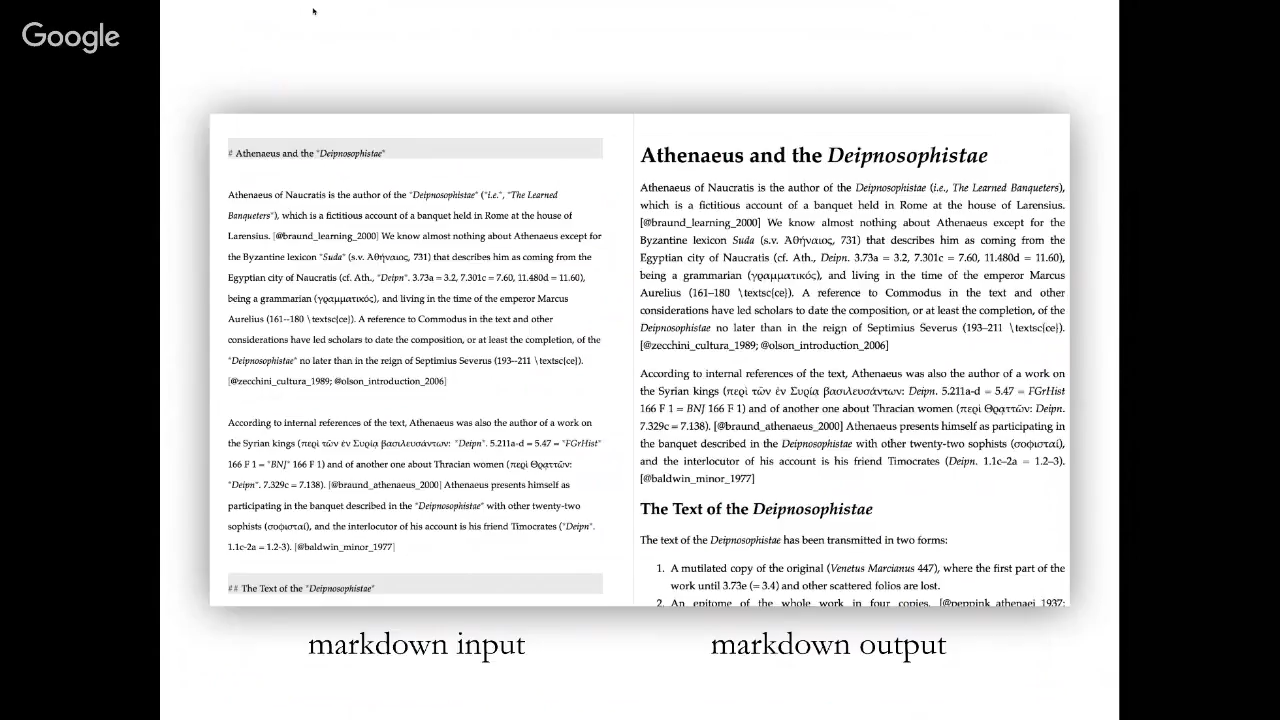 Google
# Athenaeus and the *Deipnosophistae*
Athenaeus of Naucratis is the author of the *Deipnosophistae* (*i.e.*, *The Learned
Banqueters*), which is a fictitious account of a banquet held in Rome at the house of
Larensius. [@braund_learning_2000] We know almost nothing about Athenaeus except for
the Byzantine lexicon *Suda* (s.v. Ἀθήναιος, 731) that describes him as coming from the
Egyptian city of Naucratis (cf. Ath., *Deipn*. 3.73a = 3.2, 7.301c = 7.60, 11.480d = 11.60),
being a grammarian (γραμματικός), and living in the time of the emperor Marcus
Aurelius (161--180 \textsc{ce}). A reference to Commodus in the text and other
considerations have led scholars to date the composition, or at least the completion, of the
*Deipnosophistae* no later than in the reign of Septimius Severus (193--211 \textsc{ce}).
[@zecchini_cultura_1989; @olson_introduction_2006]
According to internal references of the text, Athenaeus was also the author of a work on
the Syrian kings (περὶ τῶν ἐν Συρίᾳ βασιλευσάντων: *Deipn*. 5.211a-d = 5.47 = *FGrHist*
166 F 1 = *BNJ* 166 F 1) and of another one about Thracian women (περὶ Θρᾳττῶν:
*Deipn*. 7.329c = 7.138). [@braund_athenaeus_2000] Athenaeus presents himself as
participating in the banquet described in the *Deipnosophistae* with other twenty-two
sophists (σοφισταί), and the interlocutor of his account is his friend Timocrates (*Deipn*.
1.1c-2a = 1.2-3). [@baldwin_minor_1977]
## The Text of the *Deipnosophistae*
markdown input
Athenaeus and the Deipnosophistae
Athenaeus of Naucratis is the author of the Deipnosophistae (i.e., The Learned Banqueters),
which is a fictitious account of a banquet held in Rome at the house of Larensius.
[@braund_learning_2000] We know almost nothing about Athenaeus except for the
Byzantine lexicon Suda (s.v. Ἀθήναιος, 731) that describes him as coming from the
Egyptian city of Naucratis (cf. Ath., Deipn. 3.73a = 3.2, 7.301c = 7.60, 11.480d = 11.60),
being a grammarian (γραμματικός), and living in the time of the emperor Marcus
Aurelius (161–180 \textsc{ce}). A reference to Commodus in the text and other
considerations have led scholars to date the composition, or at least the completion, of the
Deipnosophistae no later than in the reign of Septimius Severus (193–211 \textsc{ce}).
[@zecchini_cultura_1989; @olson_introduction_2006]
According to internal references of the text, Athenaeus was also the author of a work on
the Syrian kings (περὶ τῶν ἐν Συρίᾳ βασιλευσάντων: Deipn. 5.211a-d = 5.47 = FGrHist
166 F 1 = BNJ 166 F 1) and of another one about Thracian women (περὶ Θρᾳττῶν: Deipn.
7.329c = 7.138). [@braund_athenaeus_2000] Athenaeus presents himself as participating in
the banquet described in the Deipnosophistae with other twenty-two sophists (σοφισταί),
and the interlocutor of his account is his friend Timocrates (Deipn. 1.1c–2a = 1.2–3).
[@baldwin_minor_1977]
The Text of the Deipnosophistae
The text of the Deipnosophistae has been transmitted in two forms:
1. A mutilated copy of the original (Venetus Marcianus 447), where the first part of the
work until 3.73e (= 3.4) and other scattered folios are lost.
2. An epitome of the whole work in four copies. [@peppink_athenaei_1937;
markdown output